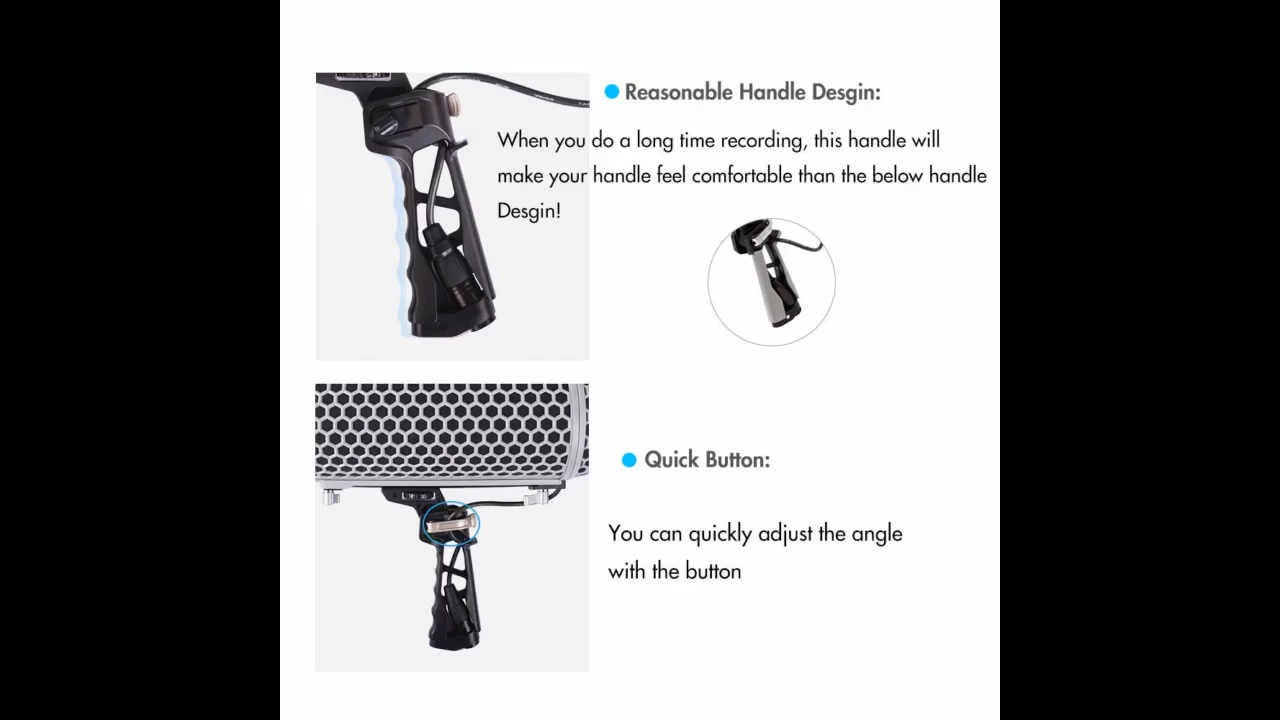 Reasonable Handle Desgin:
When you do a long time recording, this handle will
make your handle feel comfortable than the below handle
Desgin!
Quick Button:
You can quickly adjust the angle
with the button